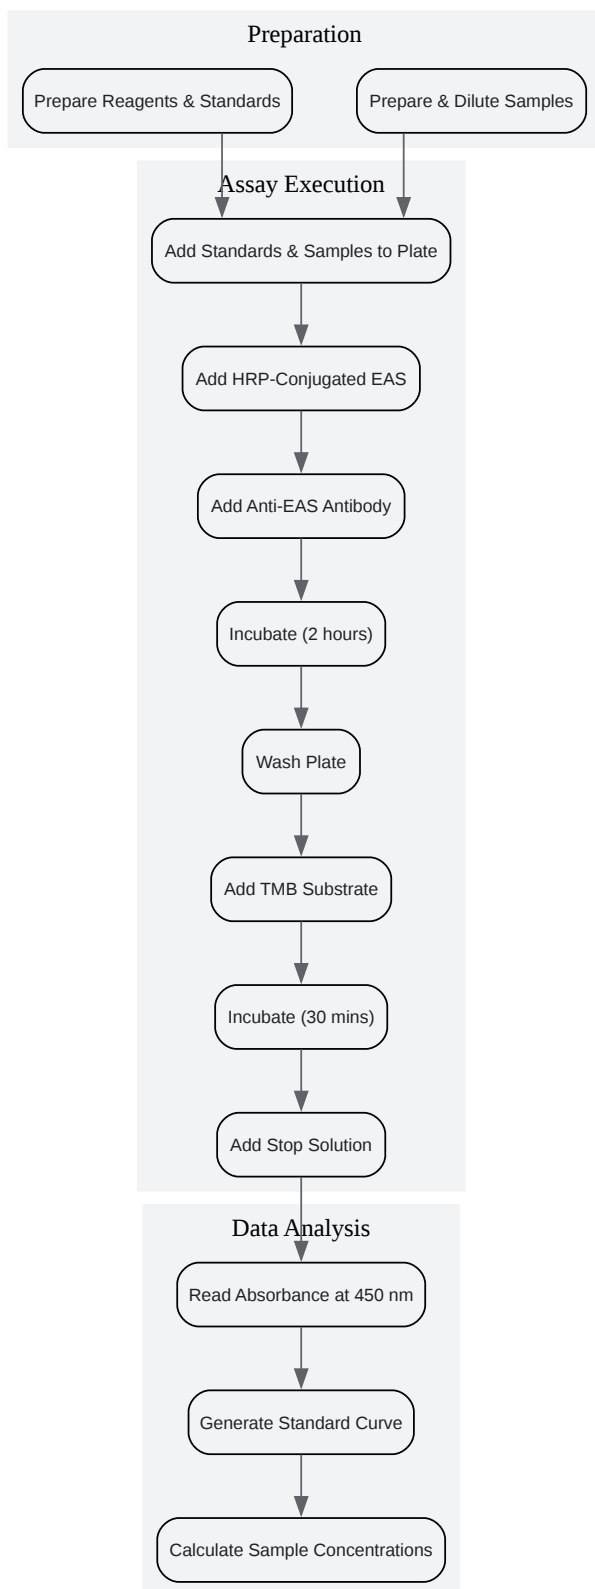 Preparation
Prepare Reagents & Standards
Prepare & Dilute Samples
Assay Execution
Add Standards & Samples to Plate
Add HRP-Conjugated EAS
Add Anti-EAS Antibody
Incubate (2 hours)
Wash Plate
Add TMB Substrate
Incubate (30 mins)
Add Stop Solution
Data Analysis
Read Absorbance at 450 nm
Generate Standard Curve
Calculate Sample Concentrations